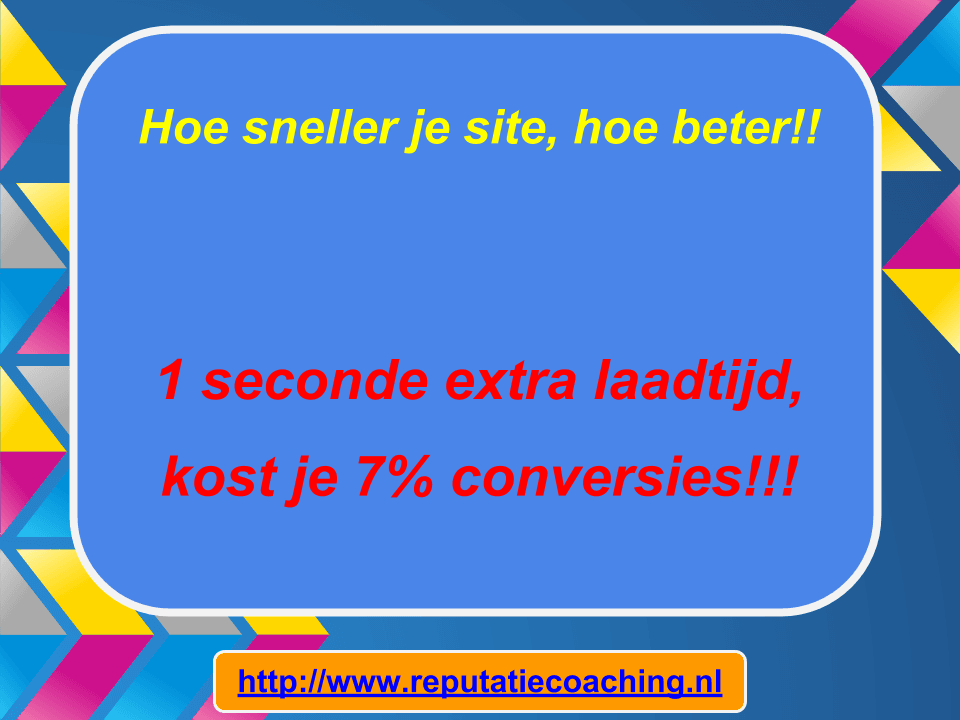 Hoe sneller je site, hoe beter!!
1 seconde extra laadtijd,
kost je 7% conversies!!!
http://www.reputatiecoaching.nl